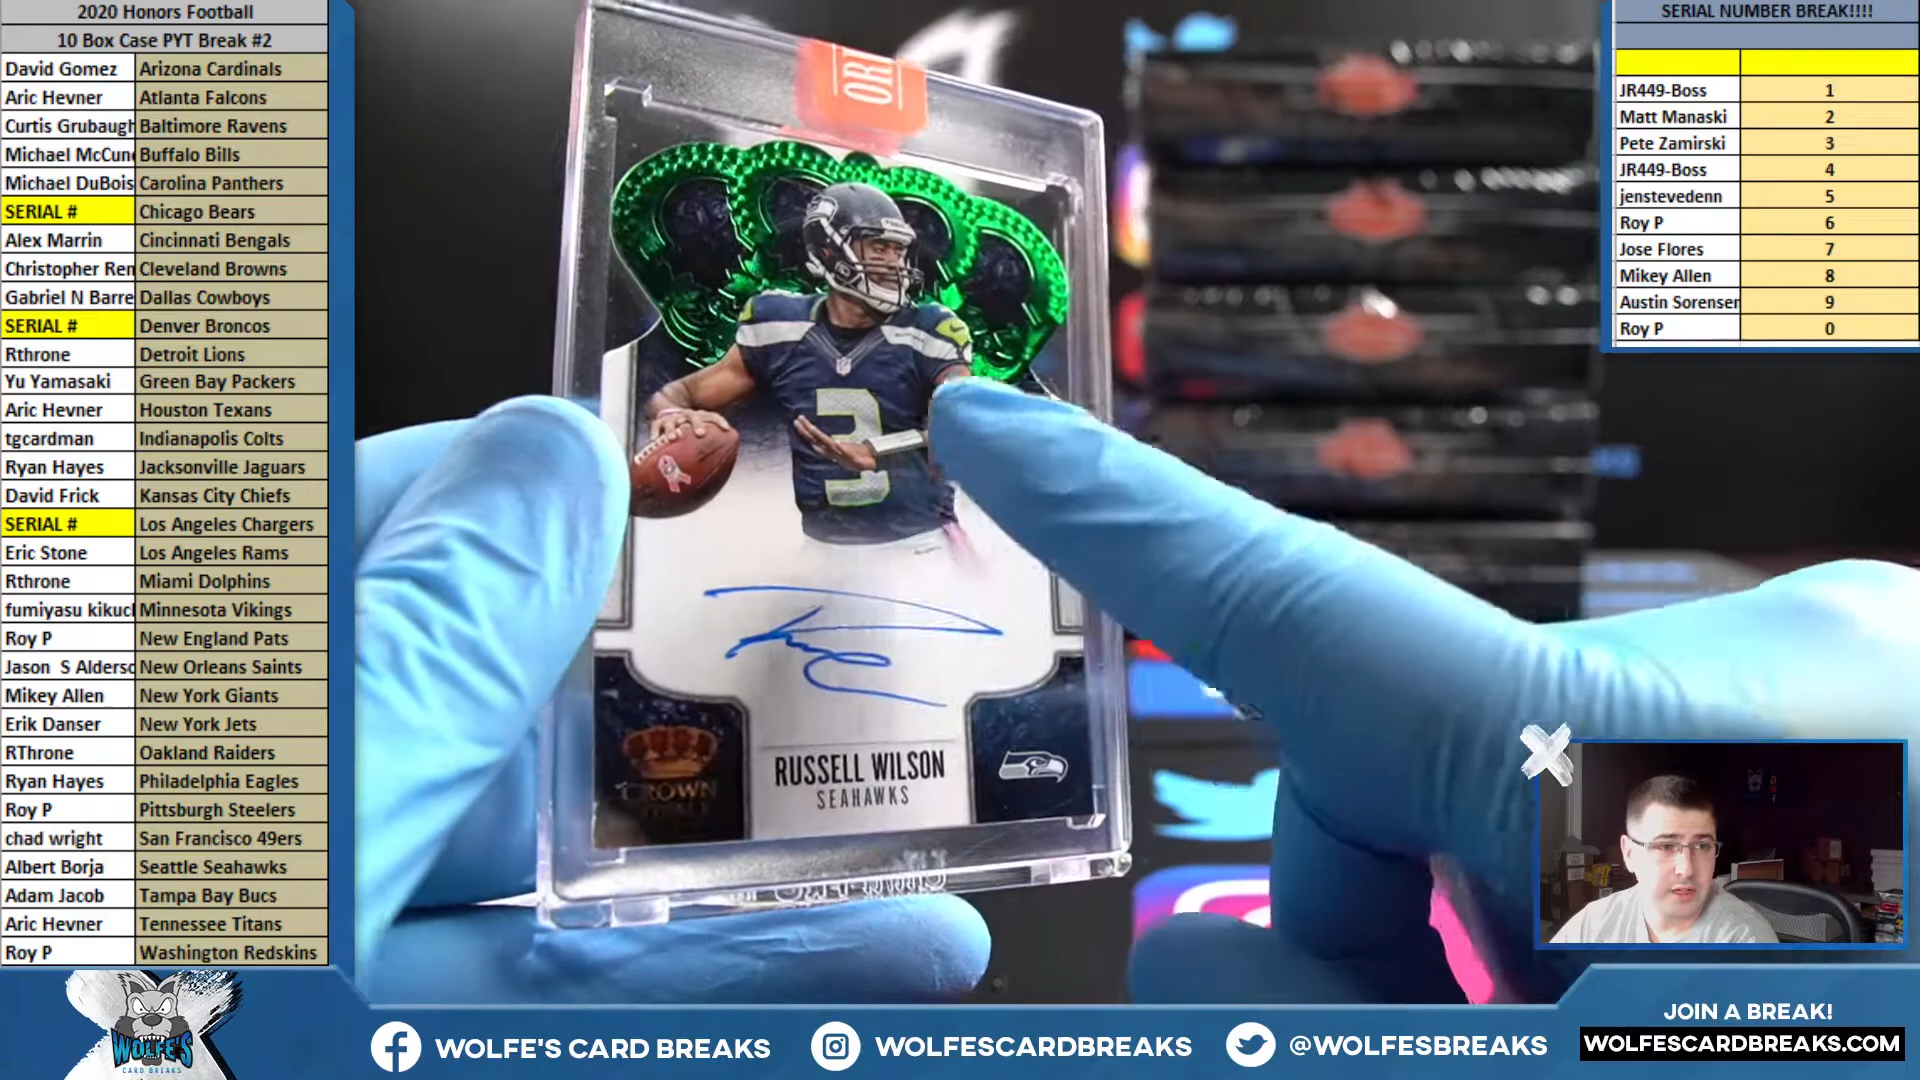 2020 Honors Football
10 Box Case PYT Break #2
David Gomez Arizona Cardinals
Aric Hevner Atlanta Falcons
Curtis Grubaugh Baltimore Ravens
Michael McCun Buffalo Bills
Michael DuBois Carolina Panthers
SERIAL # Chicago Bears
Alex Marrin Cincinnati Bengals
Christopher Ren Cleveland Browns
Gabriel N Barre Dallas Cowboys
SERIAL # Denver Broncos
Rthrone Detroit Lions
Yu Yamasaki Green Bay Packers
Aric Hevner Houston Texans
tgcardman Indianapolis Colts
Ryan Hayes Jacksonville Jaguars
David Frick Kansas City Chiefs
SERIAL # Los Angeles Chargers
Eric Stone Los Angeles Rams
Rthrone Miami Dolphins
fumiyasu kikucl Minnesota Vikings
Roy P New England Pats
Jason S Alderso New Orleans Saints
Mikey Allen New York Giants
Erik Danser New York Jets
RThrone Oakland Raiders
Ryan Hayes Philadelphia Eagles
Roy P Pittsburgh Steelers
chad wright San Francisco 49ers
Albert Borja Seattle Seahawks
Adam Jacob Tampa Bay Bucs
Aric Hevner Tennessee Titans
Roy P Washington Redskins
OR
3
RUSSELL WILSON
SEAHAWKS
CROWN
SERIAL NUMBER BREAK!!!!
JR449-Boss 1
Matt Manaski 2
Pete Zamirski 3
JR449-Boss 4
jenstevedenn 5
Roy P 6
Jose Flores 7
Mikey Allen 8
Austin Sorensen 9
Roy P 0
WOLFE'S
CARD BREAKS
WOLFE'S CARD BREAKS
WOLFESCARDBREAKS
@WOLFESBREAKS
JOIN A BREAK!
WOLFESCARDBREAKS.COM